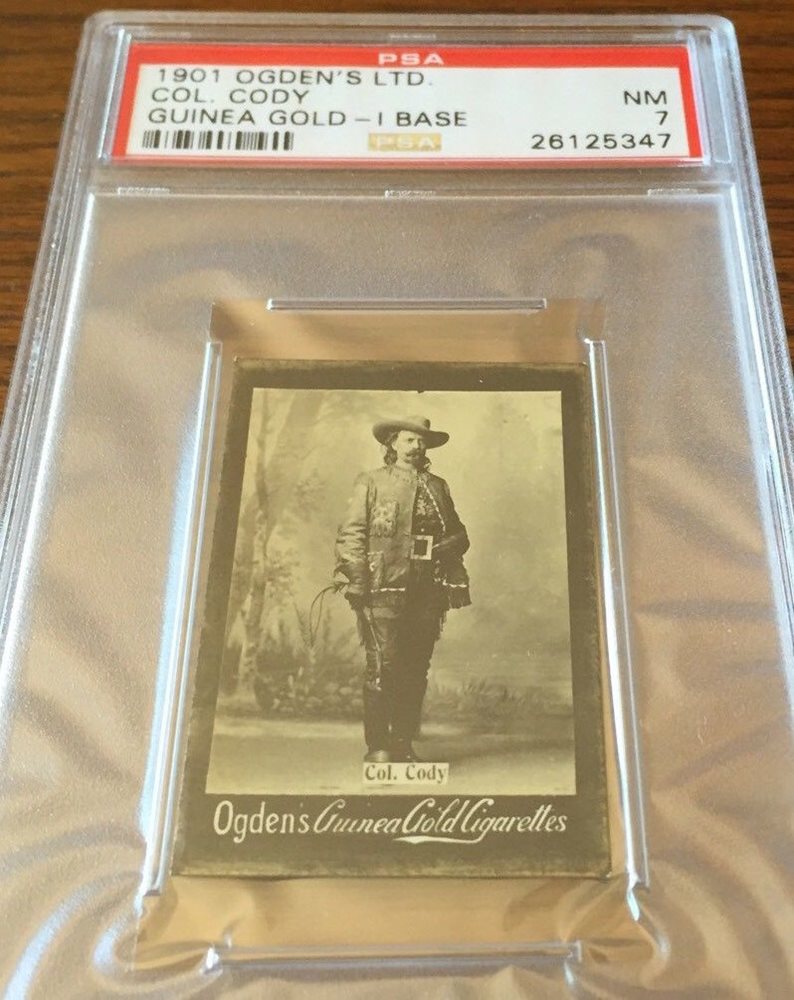 PSA
1901 OGDEN'S LTD.
COL. CODY NM
GUINEA GOLD - I BASE 7
PSA 26125347
Col. Cody
Ogden's Guinea Gold Cigarettes